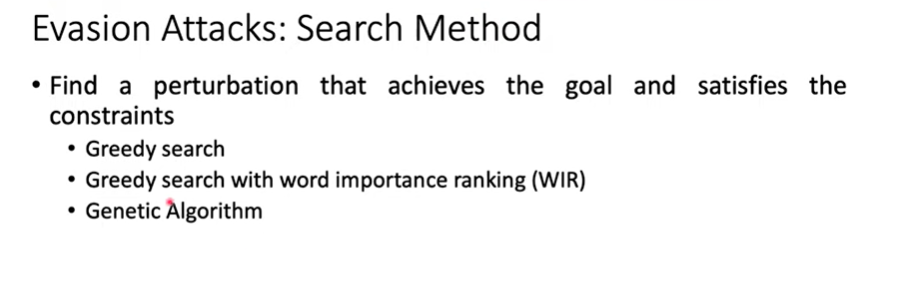 Evasion Attacks: Search Method
• Find a perturbation that achieves the goal and satisfies the
constraints
• Greedy search
• Greedy search with word importance ranking (WIR)
• Genetic Algorithm